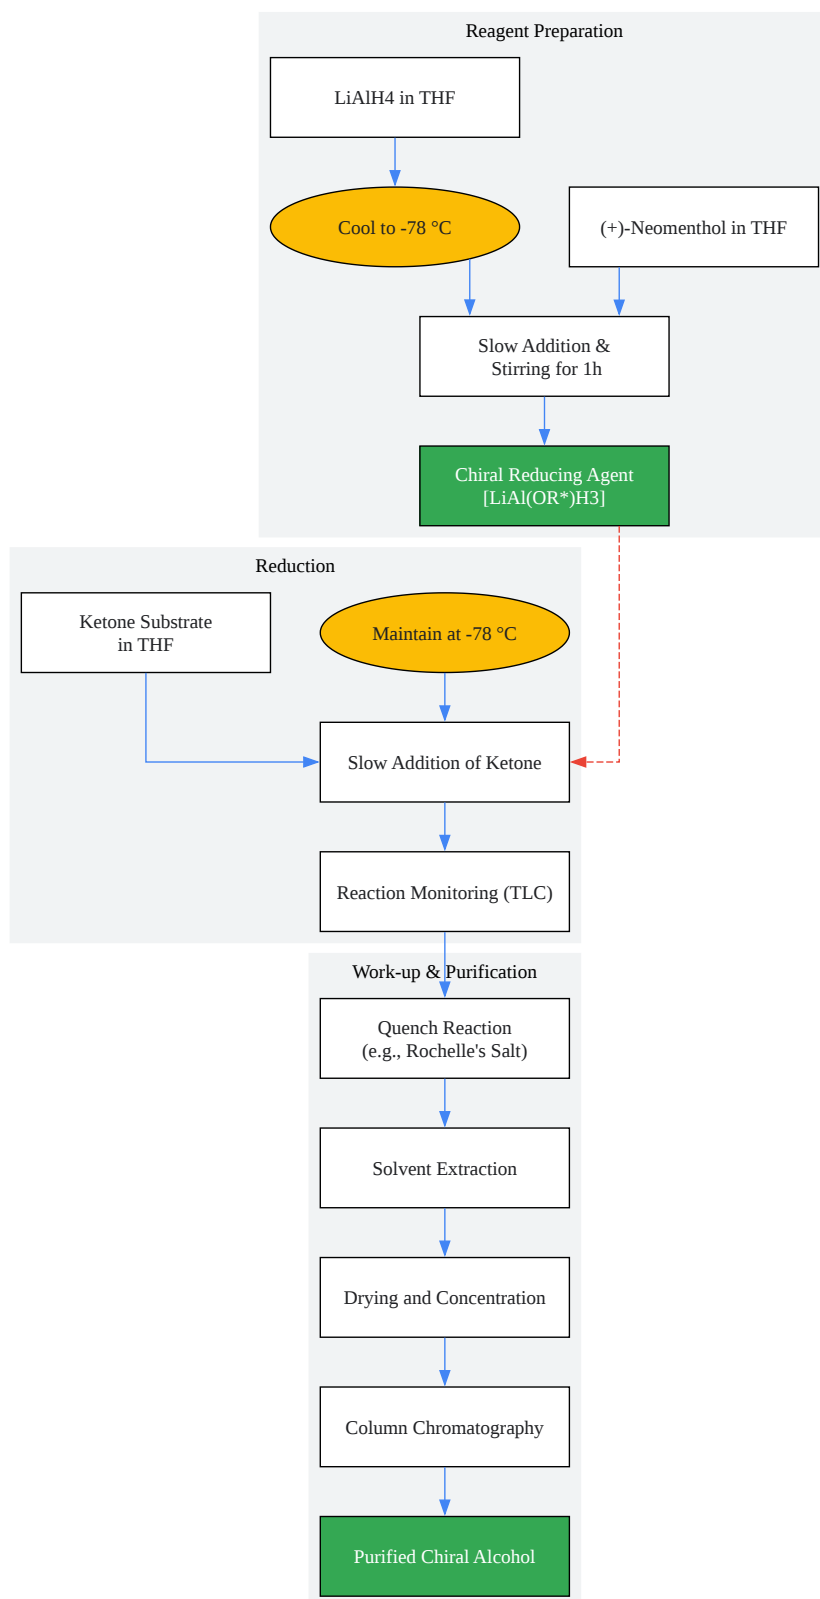 Reagent Preparation
LiAlH4 in THF
Cool to -78 °C
(+)-Neomenthol in THF
Slow Addition &
Stirring for 1h
Chiral Reducing Agent
[LiAl(OR*)H3]
Reduction
Ketone Substrate
in THF
Maintain at -78 °C
Slow Addition of Ketone
Reaction Monitoring (TLC)
Work-up & Purification
Quench Reaction
(e.g., Rochelle's Salt)
Solvent Extraction
Drying and Concentration
Column Chromatography
Purified Chiral Alcohol